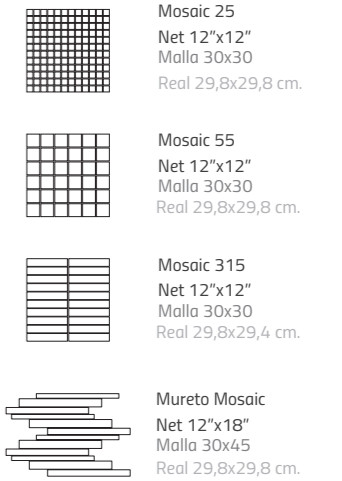 Mosaic 25
Net 12”x12”
Malla 30x30
Real 29,8x29,8 cm.
Mosaic 55
Net 12”x12”
Malla 30x30
Real 29,8x29,8 cm.
Mosaic 315
Net 12”x12”
Malla 30x30
Real 29,8x29,4 cm.
Mureto Mosaic
Net 12”x18”
Malla 30x45
Real 29,8x29,8 cm.